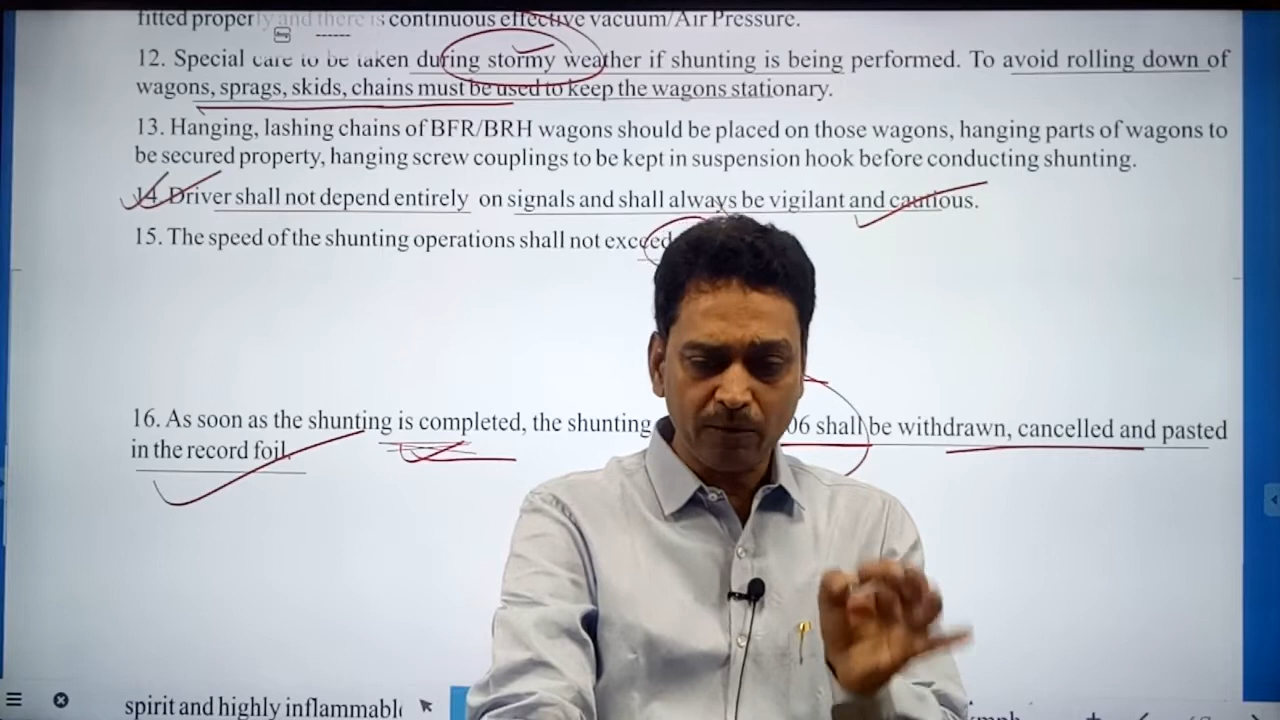 fitted properly and there is continuous effective vacuum/Air Pressure.
12. Special care to be taken during stormy weather if shunting is being performed. To avoid rolling down of
wagons, sprags, skids, chains must be used to keep the wagons stationary.
13. Hanging, lashing chains of BFR/BRH wagons should be placed on those wagons, hanging parts of wagons to
be secured property, hanging screw couplings to be kept in suspension hook before conducting shunting.
14. Driver shall not depend entirely on signals and shall always be vigilant and cautious.
15. The speed of the shunting operations shall not exceed
16. As soon as the shunting is completed, the shunting 06 shall be withdrawn, cancelled and pasted
in the record foil.
spirit and highly inflammable